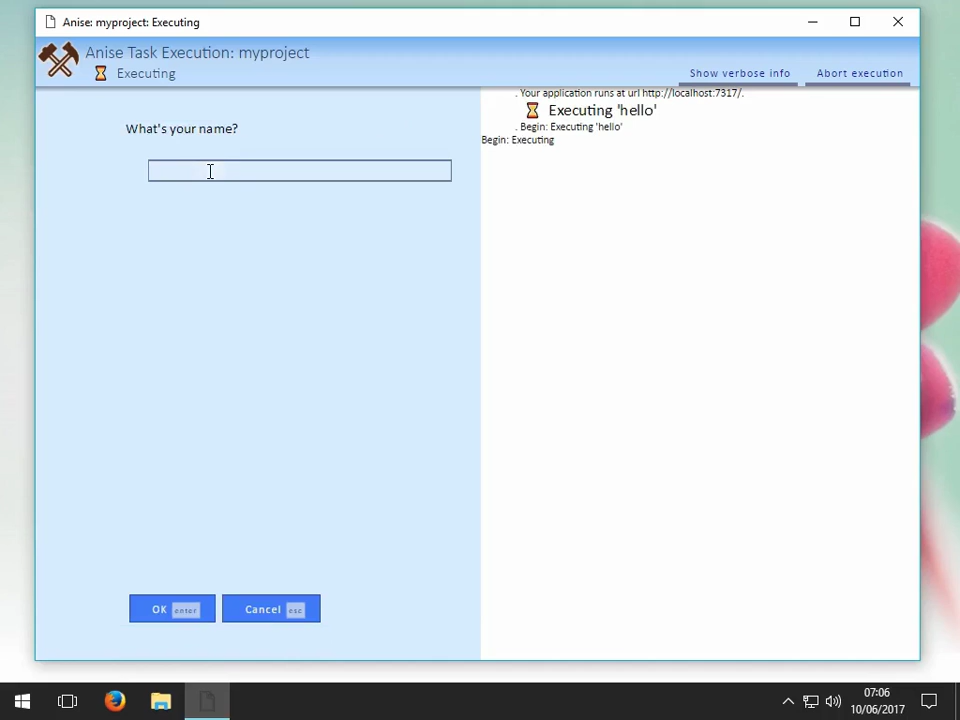 Anise: myproject: Executing
Anise Task Execution: myproject
Executing
Show verbose info
Abort execution
. Your application runs at url http://localhost:7317/.
Executing 'hello'
. Begin: Executing 'hello'
Begin: Executing
What's your name?
OK enter
Cancel esc
07:06
10/06/2017